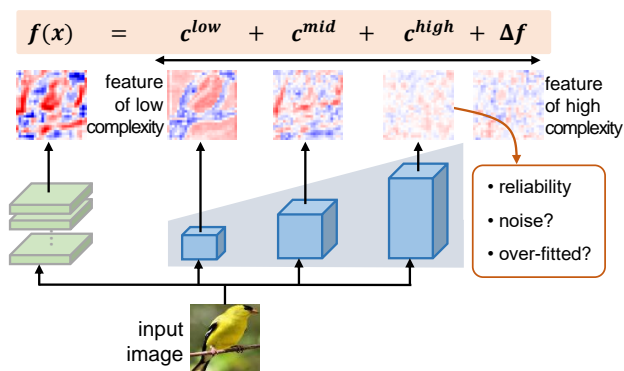 f(x) = c^low + c^mid + c^high + Δf
feature
of low
complexity
feature
of high
complexity
• reliability
• noise?
• over-fitted?
input
image